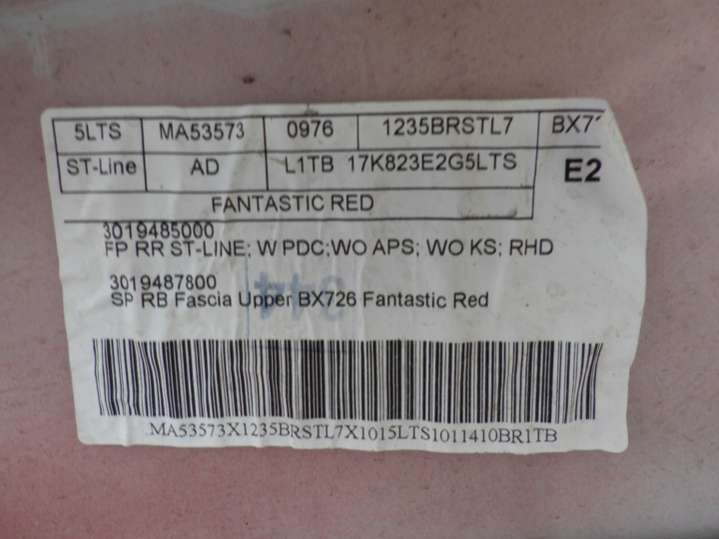 5LTS MA53573 0976 1235BRSTL7 BX7
ST-Line AD L1TB 17K823E2G5LTS E2
FANTASTIC RED
3019485000
FP RR ST-LINE; W PDC;WO APS; WO KS; RHD
3019487800
SP RB Fascia Upper BX726 Fantastic Red
344
MA53573X1235BRSTL7X1015LTS1011410BR1TB